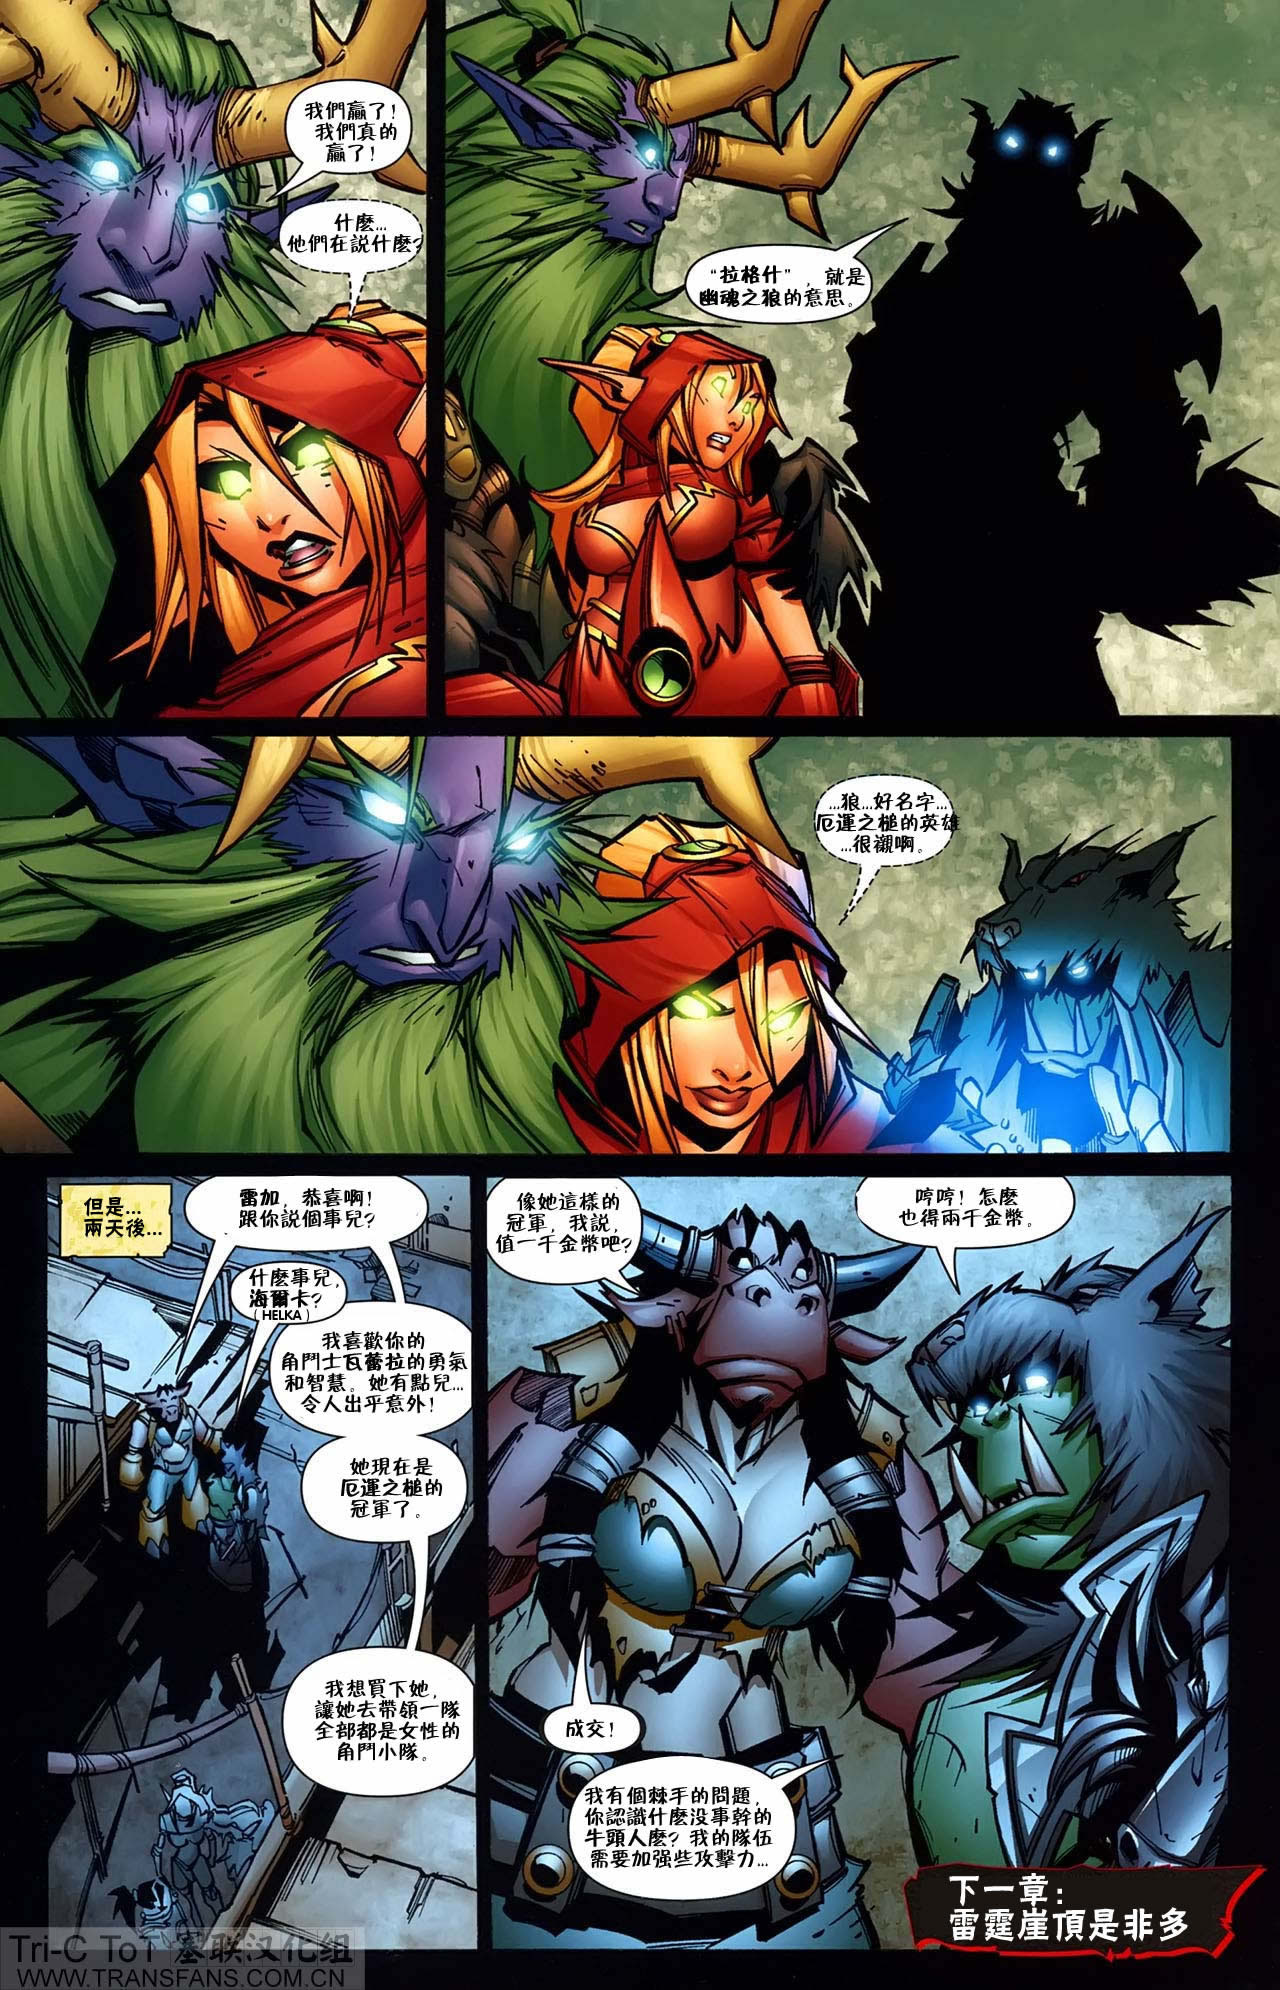 我們贏了!
我們真的
贏了!
什麼...
他們在説什麼?
“拉格什”，就是
幽魂之狼的意思。
...狼...好名字...
厄運之槌的英雄
...很襯啊。
但是...
兩天後...
雷加，恭喜啊!
跟你説個事兒?
什麼事兒,
海爾卡?
(HELKA)
我喜歡你的
角鬥士瓦蕾拉的勇氣
和智慧。她有點兒...
令人出乎意外!
她現在是
厄運之槌的
冠軍了。
我想買下她,
讓她去帶領一隊
全部都是女性的
角鬥小隊。
像她這樣的
冠軍，我説,
值一千金幣吧?
哼哼! 怎麼
也得兩千金幣。
成交!
我有個棘手的問題,
你認識什麼没事幹的
牛頭人麼? 我的隊伍
需要加强些攻擊力...
下一章:
雷霆崖頂是非多
Tri-C ToT 塞联汉化组
WWW.TRANSFANS.COM.CN